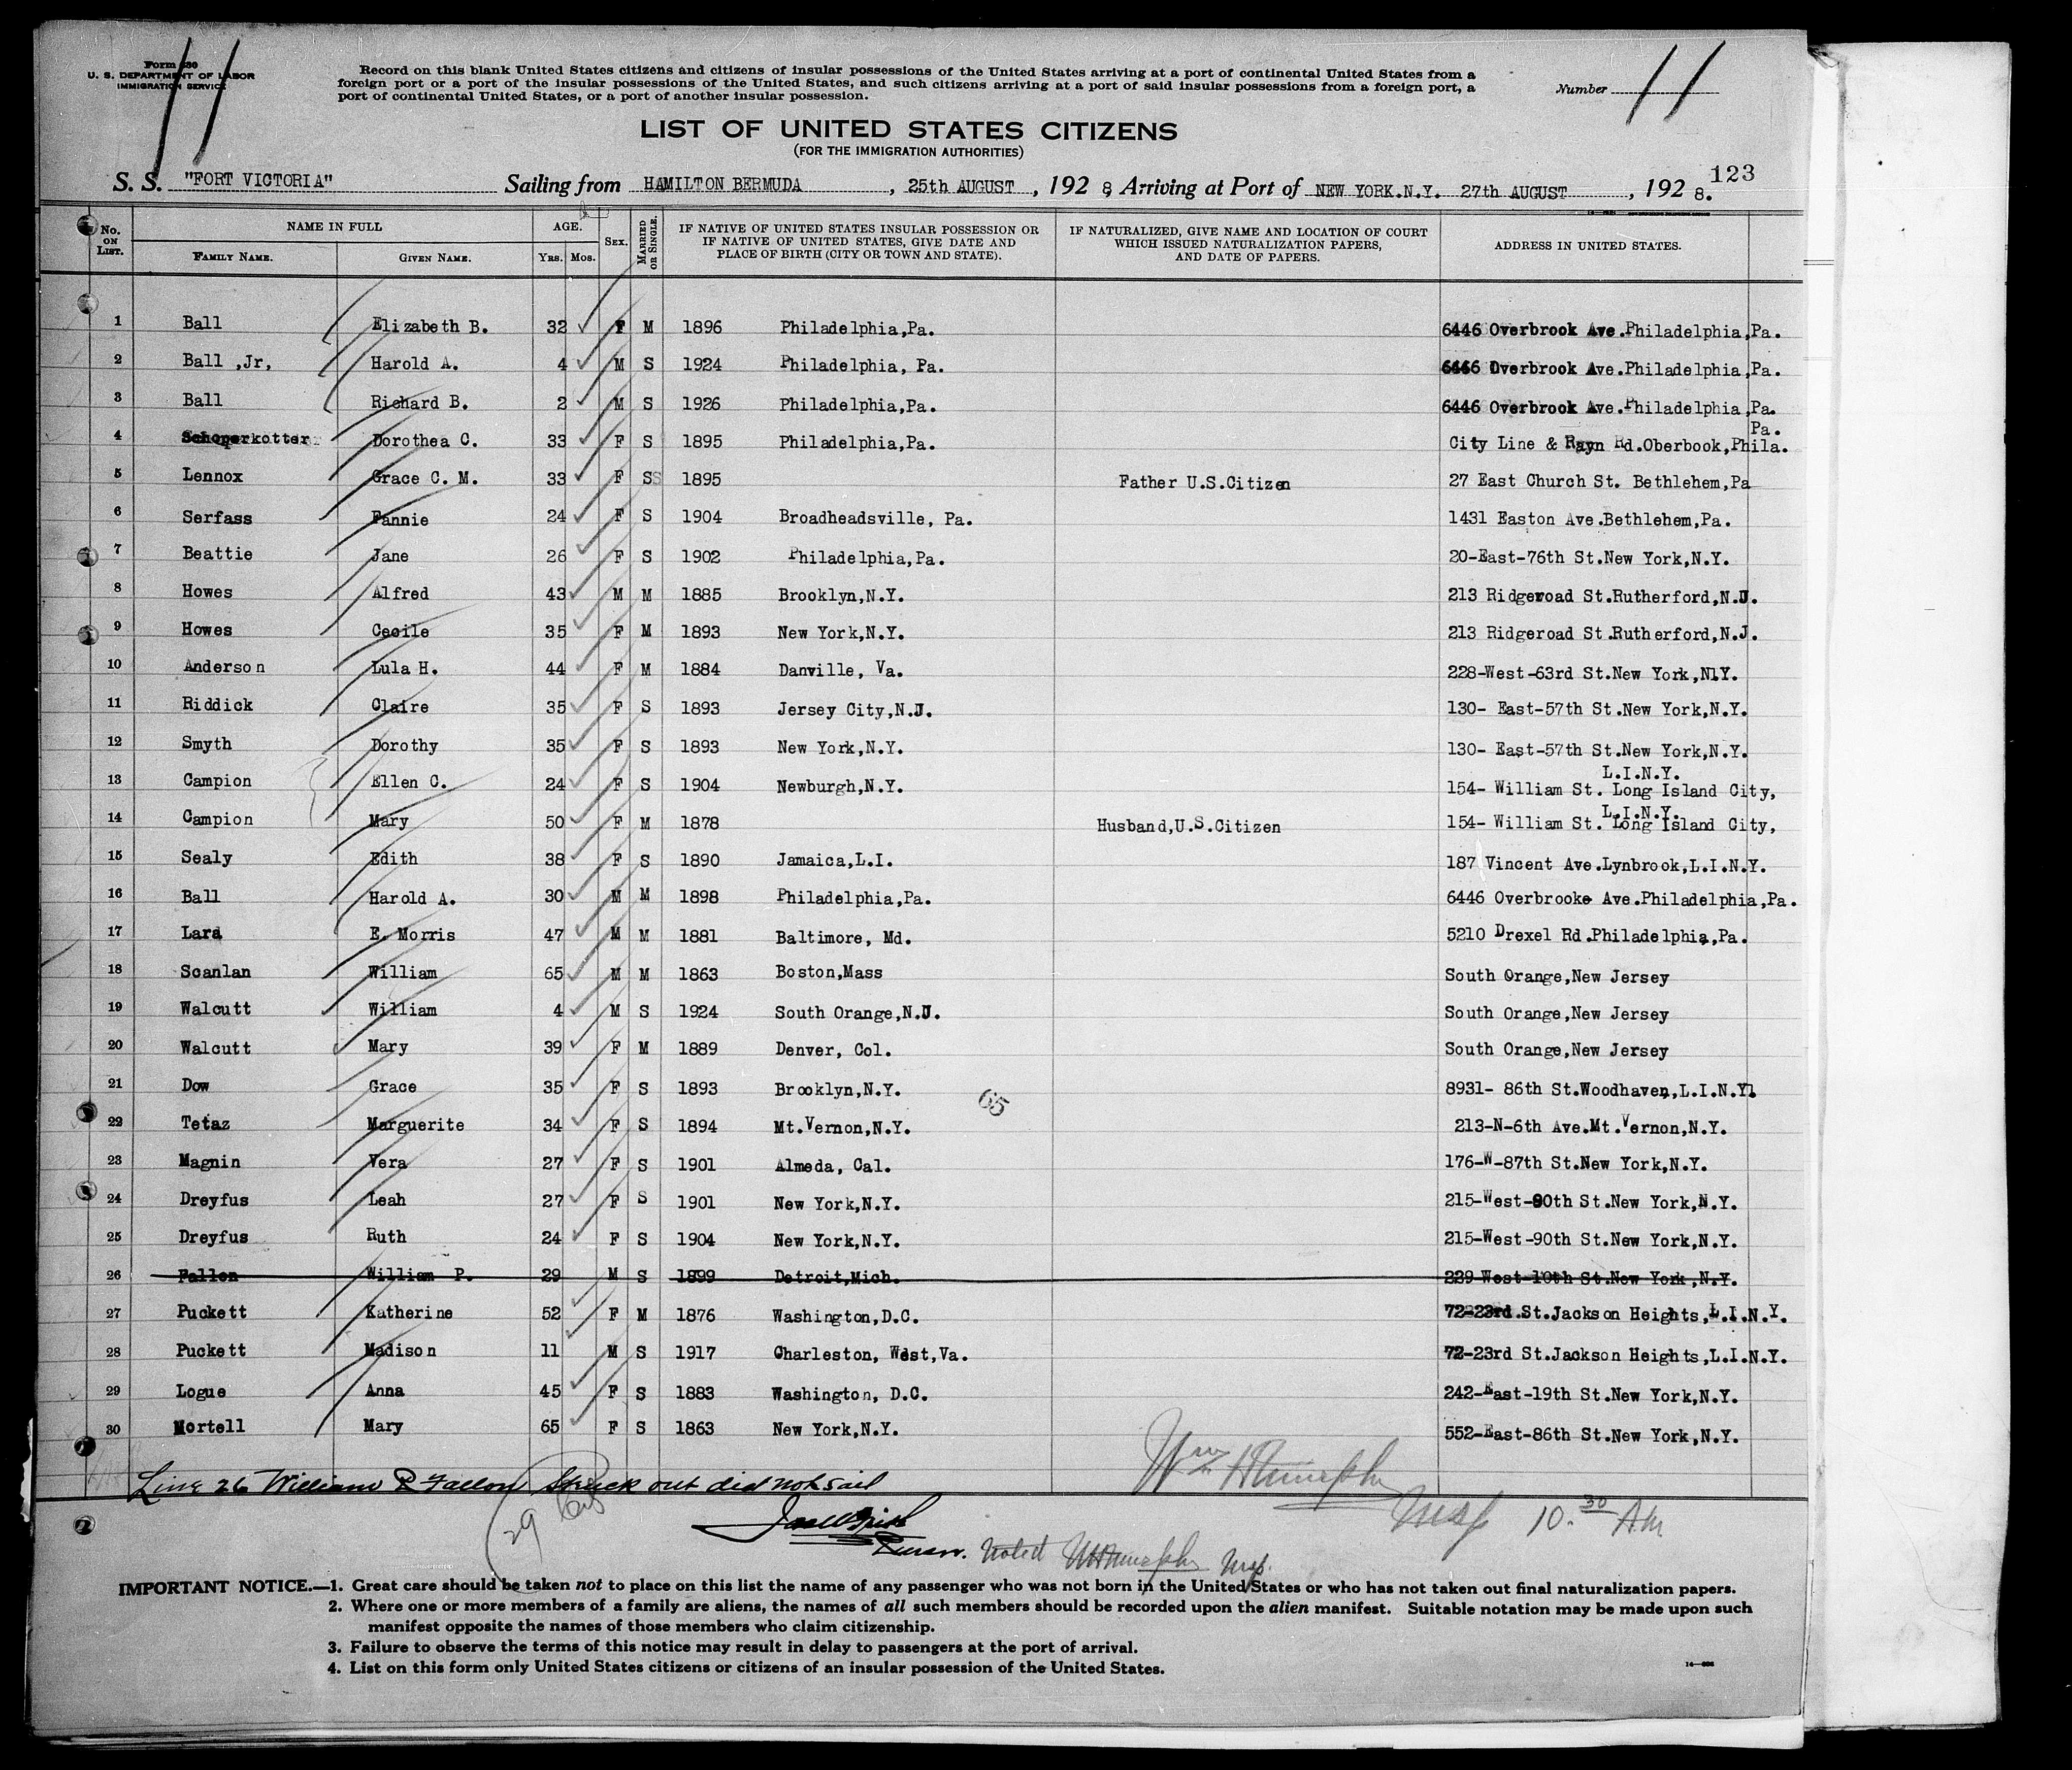 11
11
Form 630
U. S. DEPARTMENT OF LABOR
IMMIGRATION SERVICE
Record on this blank United States citizens and citizens of insular possessions of the United States arriving at a port of continental United States from a
foreign port or a port of the insular possessions of the United States, and such citizens arriving at a port of said insular possessions from a foreign port, a
port of continental United States, or a port of another insular possession.
Number
LIST OF UNITED STATES CITIZENS
(FOR THE IMMIGRATION AUTHORITIES)
123
S. S. "FORT VICTORIA" Sailing from HAMILTON BERMUDA , 25th AUGUST , 192 8, Arriving at Port of NEW YORK.N.Y. 27th AUGUST , 192 8.
No. ON LIST. NAME IN FULL FAMILY NAME. GIVEN NAME. AGE. YRS. MOS. SEX. MARRIED OR SINGLE. IF NATIVE OF UNITED STATES INSULAR POSSESSION OR IF NATIVE OF UNITED STATES, GIVE DATE AND PLACE OF BIRTH (CITY OR TOWN AND STATE). IF NATURALIZED, GIVE NAME AND LOCATION OF COURT WHICH ISSUED NATURALIZATION PAPERS, AND DATE OF PAPERS. ADDRESS IN UNITED STATES.
1 Ball Elizabeth B. 32 F M 1896 Philadelphia,Pa. 6446 Overbrook Ave.Philadelphia,Pa.
2 Ball ,Jr, Harold A. 4 M S 1924 Philadelphia, Pa. 6446 Overbrook Ave.Philadelphia,Pa.
3 Ball Richard B. 2 M S 1926 Philadelphia,Pa. 6446 Overbrook Ave.Philadelphia,Pa.
4 Schoperkotter Dorothea C. 33 F S 1895 Philadelphia,Pa. City Line & Rayn Rd.Oberbook,Phila. Pa.
5 Lennox Grace C. M. 33 F SS 1895 Father U.S.Citizen 27 East Church St. Bethlehem,Pa
6 Serfass Fannie 24 F S 1904 Broadheadsville, Pa. 1431 Easton Ave.Bethlehem,Pa.
7 Beattie Jane 26 F S 1902 Philadelphia,Pa. 20-East-76th St.New York,N.Y.
8 Howes Alfred 43 M M 1885 Brooklyn,N.Y. 213 Ridgeroad St.Rutherford,N.J.
9 Howes Cecile 35 F M 1893 New York,N.Y. 213 Ridgeroad St.Rutherford,N.J.
10 Anderson Lula H. 44 F M 1884 Danville, Va. 228-West-63rd St.New York,N.Y.
11 Riddick Claire 35 F S 1893 Jersey City,N.J. 130- East-57th St.New York,N.Y.
12 Smyth Dorothy 35 F S 1893 New York,N.Y. 130- East-57th St.New York,N.Y.
13 Campion Ellen C. 24 F S 1904 Newburgh,N.Y. 154- William St. Long Island City, L.I.N.Y.
14 Campion Mary 50 F M 1878 Husband,U.S.Citizen 154- William St. Long Island City, L.I.N.Y.
15 Sealy Edith 38 F S 1890 Jamaica,L.I. 187 Vincent Ave.Lynbrook,L.I.N.Y.
16 Ball Harold A. 30 M M 1898 Philadelphia,Pa. 6446 Overbrooke Ave.Philadelphia,Pa.
17 Lara E. Morris 47 M M 1881 Baltimore, Md. 5210 Drexel Rd.Philadelphia,Pa.
18 Scanlan William 65 M M 1863 Boston,Mass South Orange,New Jersey
19 Walcutt William 4 M S 1924 South Orange,N.J. South Orange,New Jersey
20 Walcutt Mary 39 F M 1889 Denver, Col. South Orange,New Jersey
21 Dow Grace 35 F S 1893 Brooklyn,N.Y. 8931- 86th St.Woodhaven,L.I.N.Y.
65
22 Tetaz Marguerite 34 F S 1894 Mt.Vernon,N.Y. 213-N-6th Ave.Mt.Vernon,N.Y.
23 Magnin Vera 27 F S 1901 Almeda, Cal. 176-W-87th St.New York,N.Y.
24 Dreyfus Leah 27 F S 1901 New York,N.Y. 215-West-90th St.New York,N.Y.
25 Dreyfus Ruth 24 F S 1904 New York,N.Y. 215-West-90th St.New York,N.Y.
26 Fallon William P. 29 M S 1899 Detroit,Mich. 229-West-10th St.New York,N.Y.
27 Puckett Katherine 52 F M 1876 Washington,D.C. 72-23rd.St.Jackson Heights,L.I.N.Y.
28 Puckett Madison 11 M S 1917 Charleston, West,Va. 72-23rd St.Jackson Heights,L.I.N.Y.
29 Logue Anna 45 F S 1883 Washington, D.C. 242-East-19th St.New York,N.Y.
30 Mortell Mary 65 F S 1863 New York,N.Y. 552-East-86th St.New York,N.Y.
Line 26 William P Fallon Struck out did not sail
29
10.30 AM
Noted
IMPORTANT NOTICE.—1. Great care should be taken not to place on this list the name of any passenger who was not born in the United States or who has not taken out final naturalization papers.
2. Where one or more members of a family are aliens, the names of all such members should be recorded upon the alien manifest. Suitable notation may be made upon such
manifest opposite the names of those members who claim citizenship.
3. Failure to observe the terms of this notice may result in delay to passengers at the port of arrival.
4. List on this form only United States citizens or citizens of an insular possession of the United States.